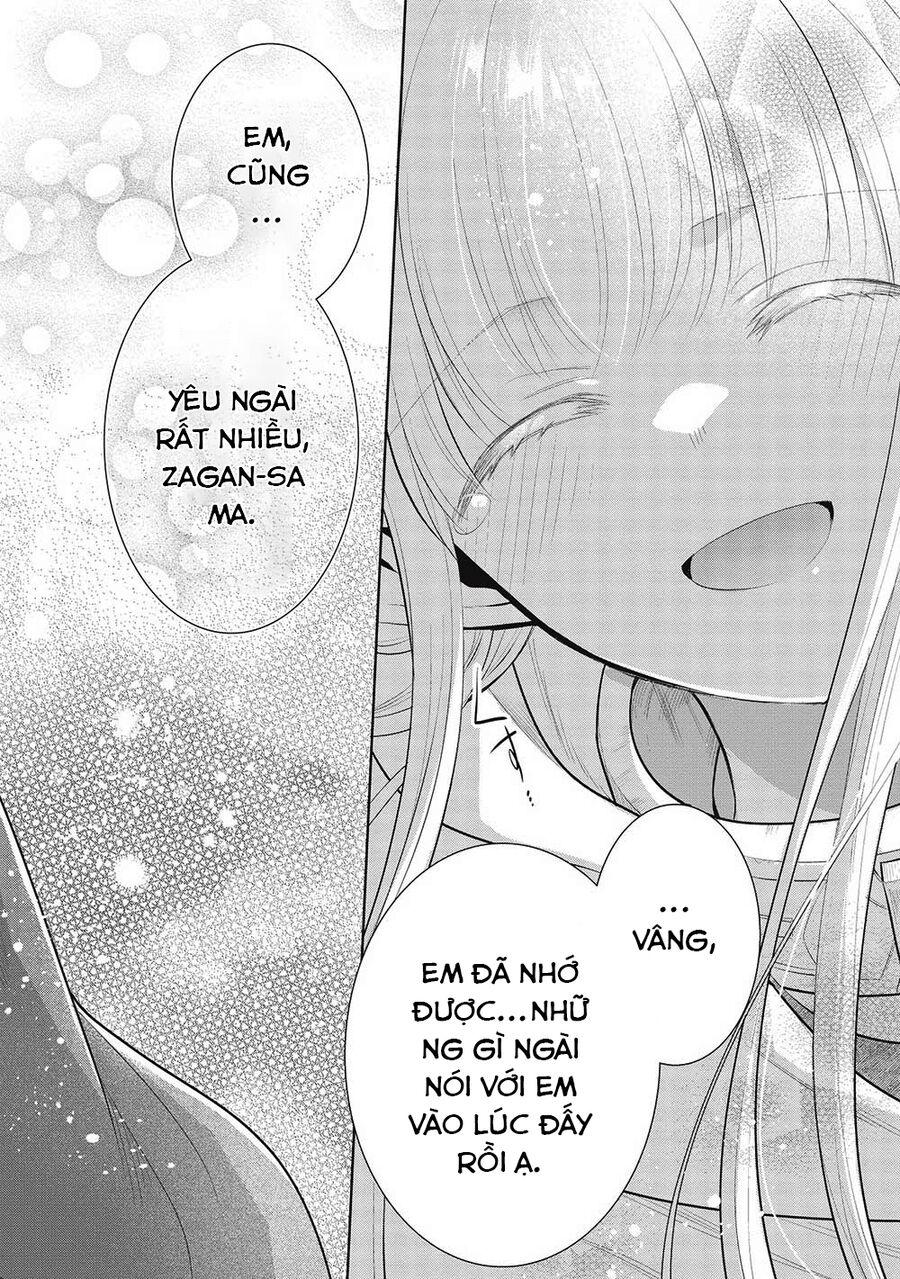 ...
VÂNG,
EM ĐÃ NHỚ
ĐƯỢC...NHỮ
NG GÌ NGÀI
NÓI VỚI EM
VÀO LÚC ĐẤY
RỒI Ạ.
EM,
CŨNG
...
YÊU NGÀI
RẤT NHIỀU,
ZAGAN-SA
MA.